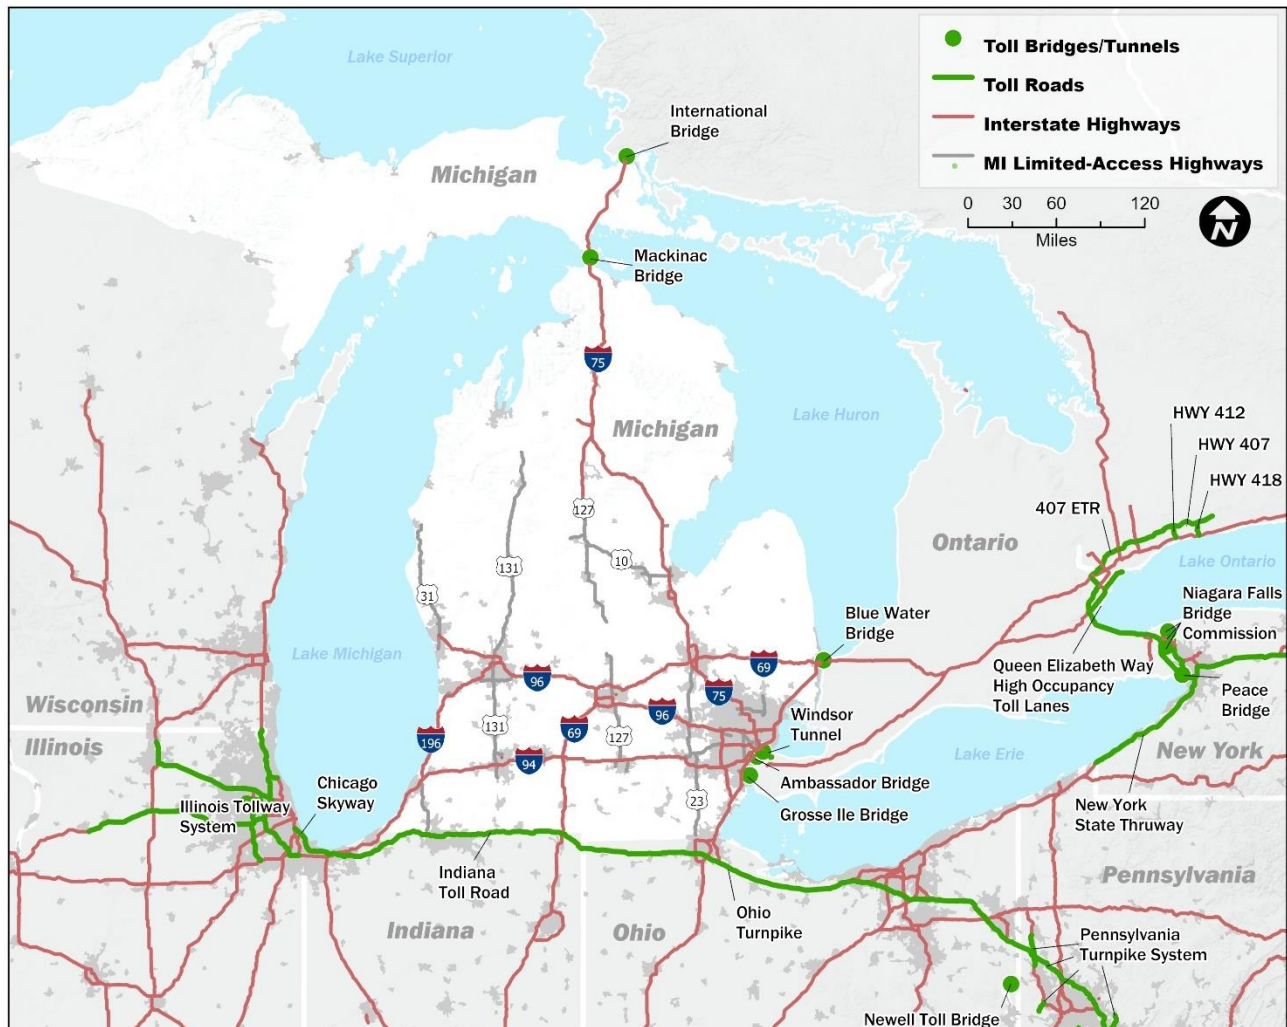 Toll Bridges/Tunnels
Toll Roads
Interstate Highways
MI Limited-Access Highways
0 30 60 120
Miles
N
Lake Superior
International
Bridge
Michigan
Mackinac
Bridge
75
Michigan
Lake Huron
HWY 412
HWY 407
HWY 418
407 ETR
127
Ontario
10
131
31
Lake Ontario
Niagara Falls
Bridge
Commission
Blue Water
Bridge
Lake Michigan
69
96
75
Queen Elizabeth Way
High Occupancy
Toll Lanes
Peace
Bridge
Wisconsin
Illinois
196
131
69
127
96
94
Windsor
Tunnel
Lake Erie
New York
Chicago
Skyway
Illinois Tollway
System
Ambassador Bridge
Grosse Ile Bridge
23
New York
State Thruway
Indiana
Toll Road
Pennsylvania
Indiana
Ohio
Ohio
Turnpike
Pennsylvania
Turnpike System
Newell Toll Bridge